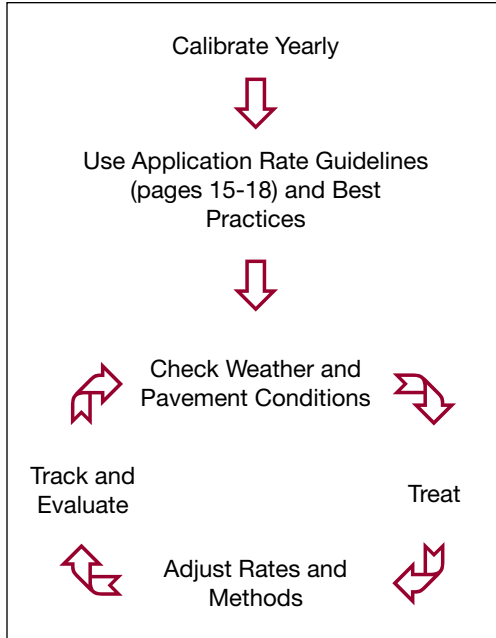 Calibrate Yearly
Use Application Rate Guidelines
(pages 15-18) and Best
Practices
Check Weather and
Pavement Conditions
Track and
Evaluate
Treat
Adjust Rates and
Methods